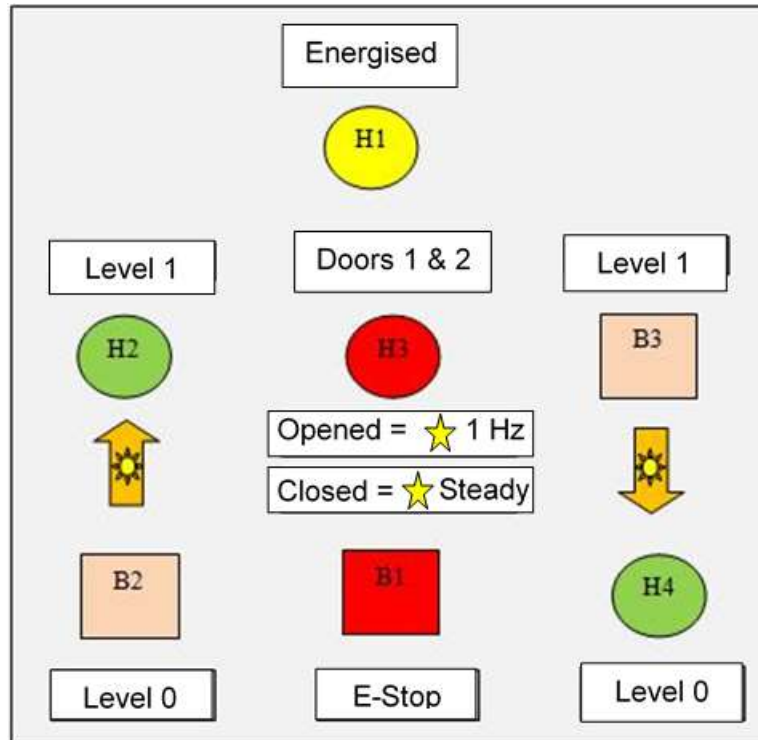 Energised
H1
Level 1
Doors 1 & 2
Level 1
H2
H3
B3
Opened = 1 Hz
Closed = Steady
B2
B1
H4
Level 0
E-Stop
Level 0